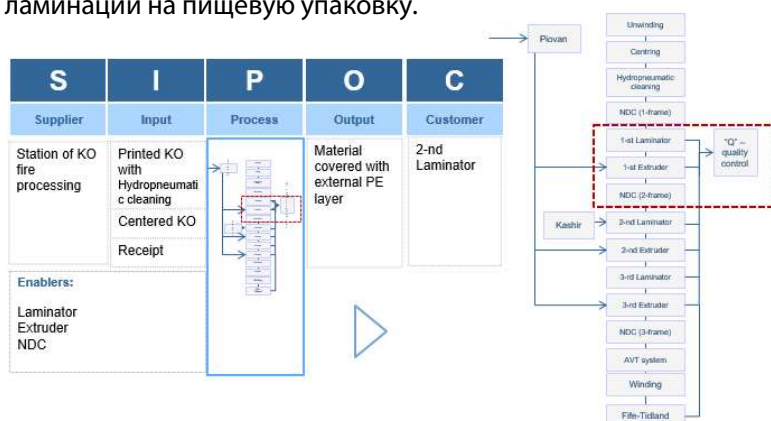 ламинации на пищевую упаковку.
S I P O C
Supplier Input Process Output Customer
Station of KO
fire
processing
Printed KO
with
Hydropneumati
c cleaning
Centered KO
Receipt
Material
covered with
external PE
layer
2-nd
Laminator
Enablers:
Laminator
Extruder
NDC
Piovan
Unwinding
Centring
Hydropneumatic
cleaning
NDC (1-frame)
1-st Laminator
1-st Extruder
"Q" –
quality
control
NDC (2-frame)
Kashir
2-nd Laminator
2-nd Extruder
3-rd Laminator
3-rd Extruder
NDC (3-frame)
AVT system
Winding
Fife-Tidland